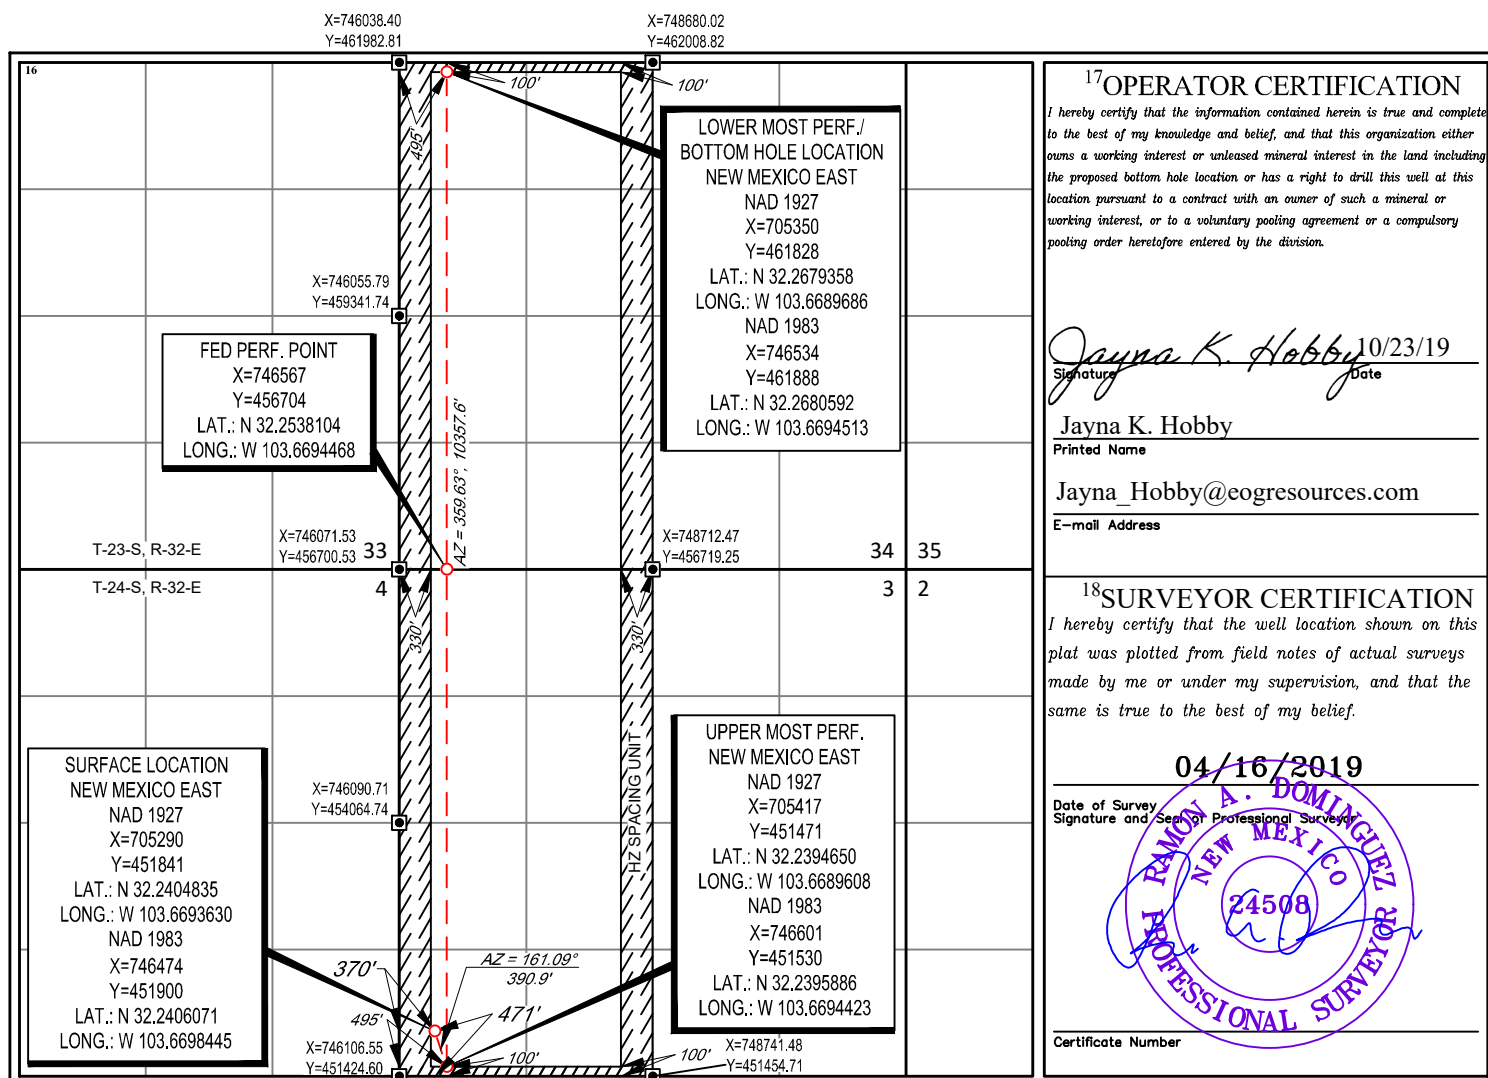 X=746038.40
Y=461982.81
X=748680.02
Y=462008.82
16
100'
100'
495'
LOWER MOST PERF./
BOTTOM HOLE LOCATION
NEW MEXICO EAST
NAD 1927
X=705350
Y=461828
LAT.: N 32.2679358
LONG.: W 103.6689686
NAD 1983
X=746534
Y=461888
LAT.: N 32.2680592
LONG.: W 103.6694513
X=746055.79
Y=459341.74
FED PERF. POINT
X=746567
Y=456704
LAT.: N 32.2538104
LONG.: W 103.6694468
AZ = 359.63°, 10357.6'
X=746071.53
Y=456700.53
X=748712.47
Y=456719.25
T-23-S, R-32-E
33
34
35
T-24-S, R-32-E
4
3
2
330'
330'
HZ SPACING UNIT
SURFACE LOCATION
NEW MEXICO EAST
NAD 1927
X=705290
Y=451841
LAT.: N 32.2404835
LONG.: W 103.6693630
NAD 1983
X=746474
Y=451900
LAT.: N 32.2406071
LONG.: W 103.6698445
X=746090.71
Y=454064.74
UPPER MOST PERF.
NEW MEXICO EAST
NAD 1927
X=705417
Y=451471
LAT.: N 32.2394650
LONG.: W 103.6689608
NAD 1983
X=746601
Y=451530
LAT.: N 32.2395886
LONG.: W 103.6694423
370'
AZ = 161.09°
390.9'
495'
471'
100'
100'
X=746106.55
Y=451424.60
X=748741.48
Y=451454.71
17 OPERATOR CERTIFICATION
I hereby certify that the information contained herein is true and complete
to the best of my knowledge and belief, and that this organization either
owns a working interest or unleased mineral interest in the land including
the proposed bottom hole location or has a right to drill this well at this
location pursuant to a contract with an owner of such a mineral or
working interest, or to a voluntary pooling agreement or a compulsory
pooling order heretofore entered by the division.
Jayna K. Hobby 10/23/19
Signature Date
Jayna K. Hobby
Printed Name
Jayna_Hobby@eogresources.com
E-mail Address
18 SURVEYOR CERTIFICATION
I hereby certify that the well location shown on this
plat was plotted from field notes of actual surveys
made by me or under my supervision, and that the
same is true to the best of my belief.
04/16/2019
Date of Survey
Signature and Seal of Professional Surveyor
RAMON A. DOMINGUEZ
NEW MEXICO
24508
PROFESSIONAL SURVEYOR
Certificate Number